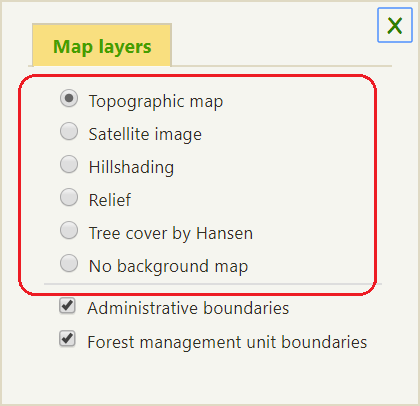 Map layers
Topographic map
Satellite image
Hillshading
Relief
Tree cover by Hansen
No background map
Administrative boundaries
Forest management unit boundaries